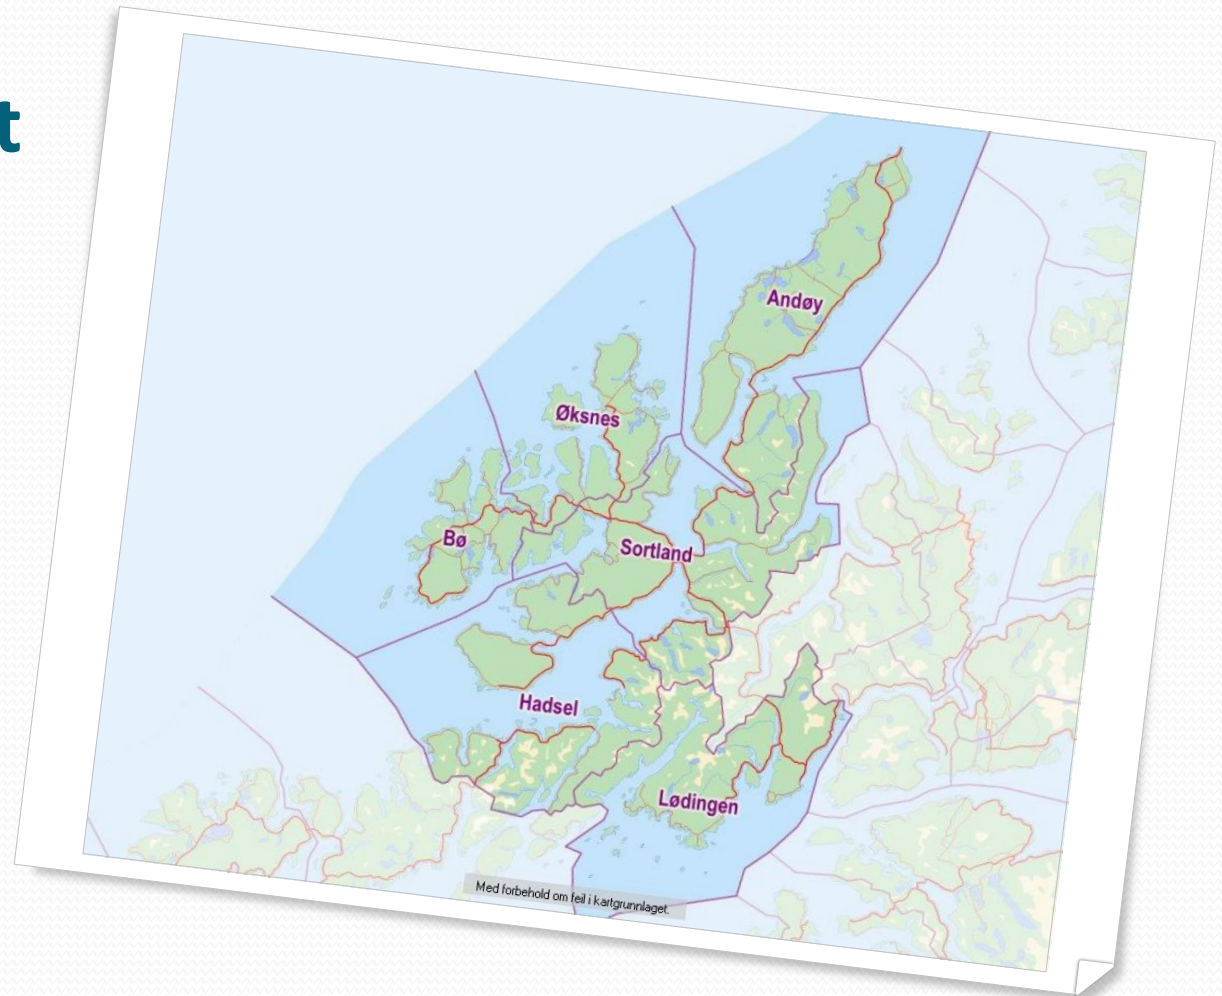 t
Andøy
Øksnes
Bø
Sortland
Hadsel
Lødingen
Med forbehold om feil i kartgrunnlaget.